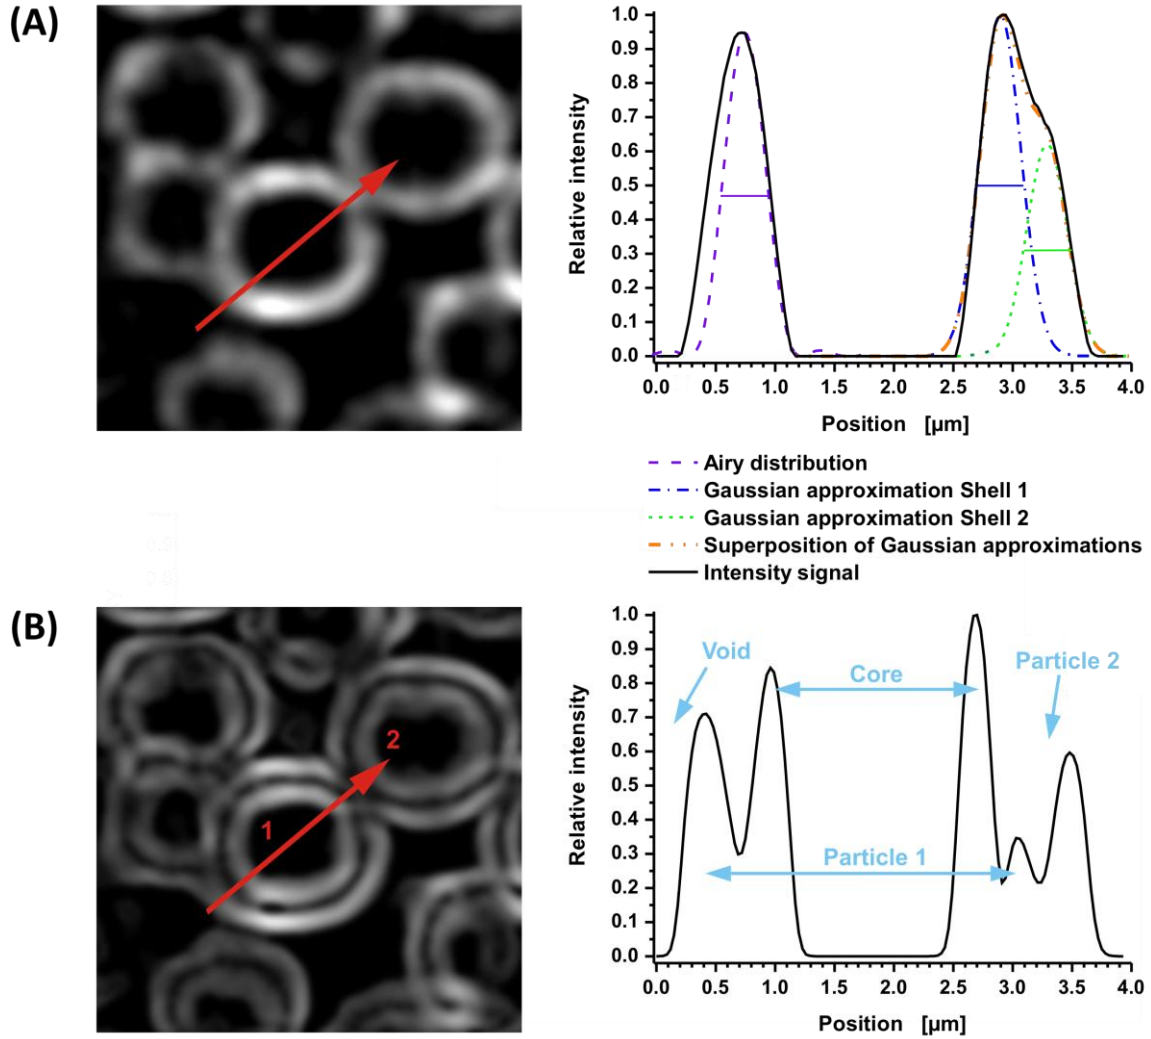 (A)
Relative intensity
1.0
0.9
0.8
0.7
0.6
0.5
0.4
0.3
0.2
0.1
0.0
0.0 0.5 1.0 1.5 2.0 2.5 3.0 3.5 4.0
Position [µm]
Airy distribution
Gaussian approximation Shell 1
Gaussian approximation Shell 2
Superposition of Gaussian approximations
Intensity signal
(B)
1
2
Relative intensity
1.0
0.9
0.8
0.7
0.6
0.5
0.4
0.3
0.2
0.1
0.0
Void
Core
Particle 2
Particle 1
0.0 0.5 1.0 1.5 2.0 2.5 3.0 3.5 4.0
Position [µm]